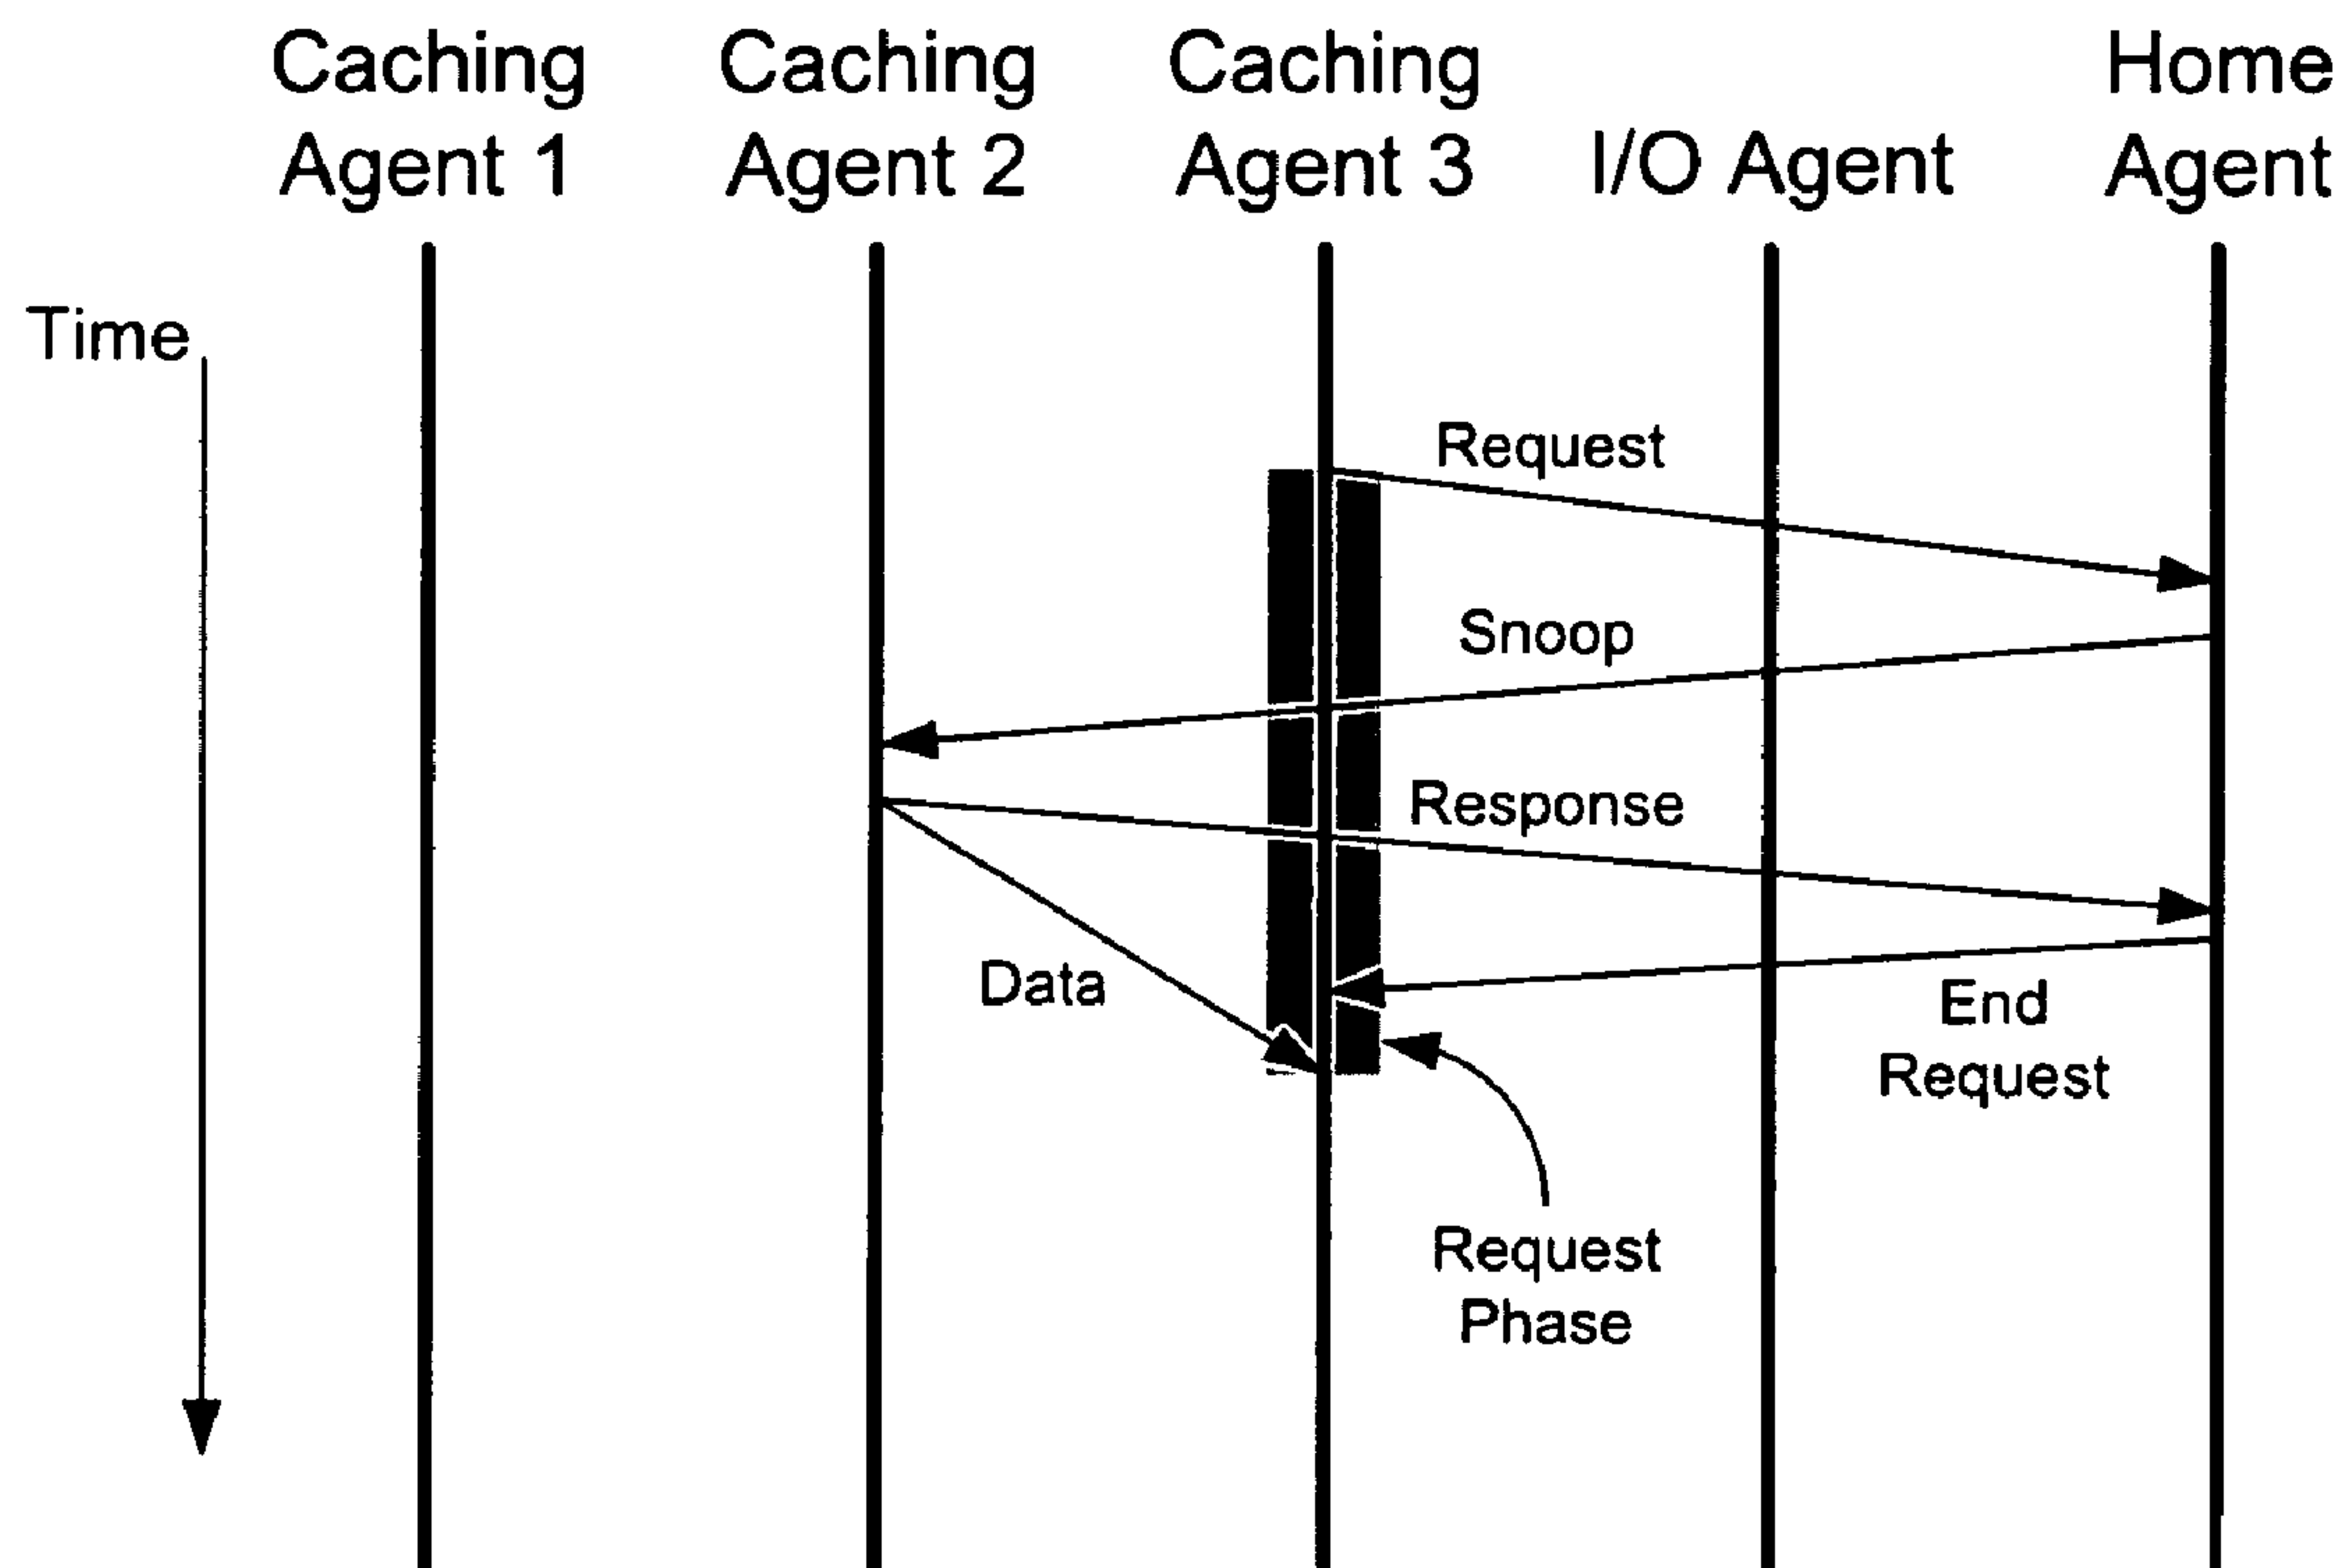 Caching Caching Caching Home
Agent 1 Agent 2 Agent 3 I/O Agent Agent
Time
Request
Snoop
Response
Data
End
Request
Request
Phase